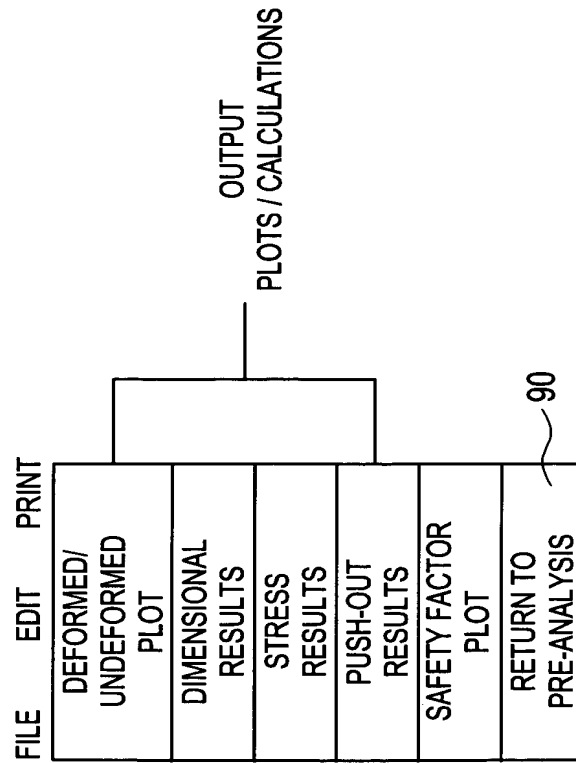 FILE EDIT PRINT
DEFORMED/
UNDEFORMED
PLOT
DIMENSIONAL
RESULTS
STRESS
RESULTS
PUSH-OUT
RESULTS
SAFETY FACTOR
PLOT
RETURN TO
PRE-ANALYSIS
90
OUTPUT
PLOTS / CALCULATIONS